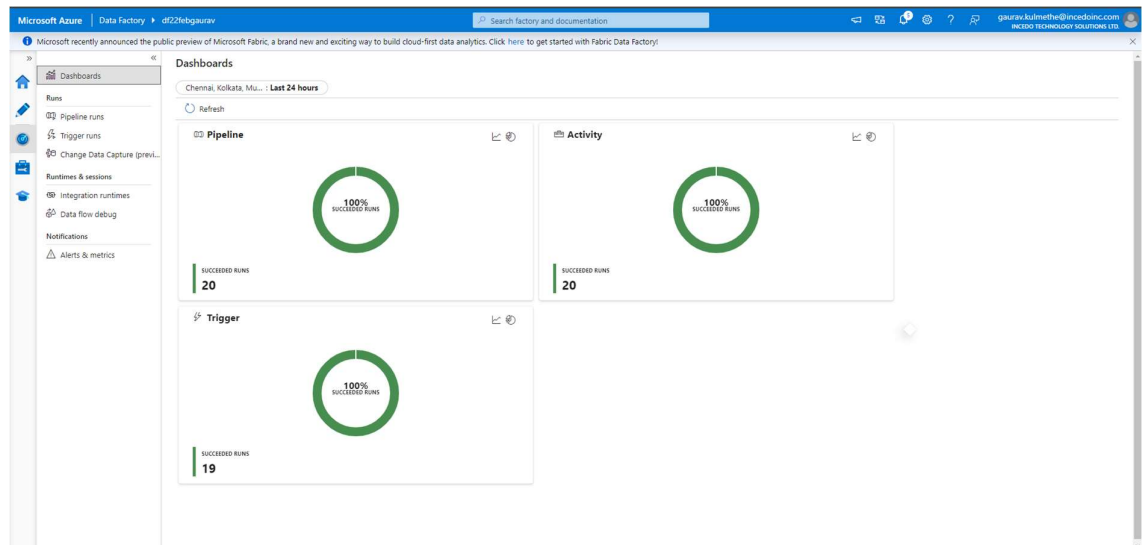 Microsoft Azure | Data Factory ▸ df22febgaurav
Search factory and documentation
gaurav.kulmethe@incedoinc.com
INCEDO TECHNOLOGY SOLUTIONS LTD.
Microsoft recently announced the public preview of Microsoft Fabric, a brand new and exciting way to build cloud-first data analytics. Click here to get started with Fabric Data Factory!
Dashboards
Runs
Pipeline runs
Trigger runs
Change Data Capture (previ...
Runtimes & sessions
Integration runtimes
Data flow debug
Notifications
Alerts & metrics
Dashboards
Chennai, Kolkata, Mu... : Last 24 hours
Refresh
Pipeline
100%
SUCCEEDED RUNS
SUCCEEDED RUNS
20
Activity
100%
SUCCEEDED RUNS
SUCCEEDED RUNS
20
Trigger
100%
SUCCEEDED RUNS
SUCCEEDED RUNS
19